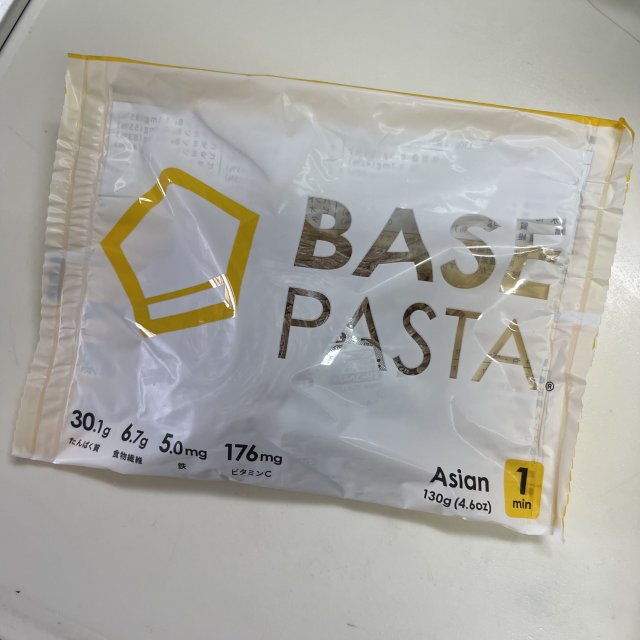 BASE
PASTA®
30.1g 6.7g 5.0mg 176mg
たんぱく質 食物繊維 鉄 ビタミンC
Asian
130g (4.6oz)
1
min